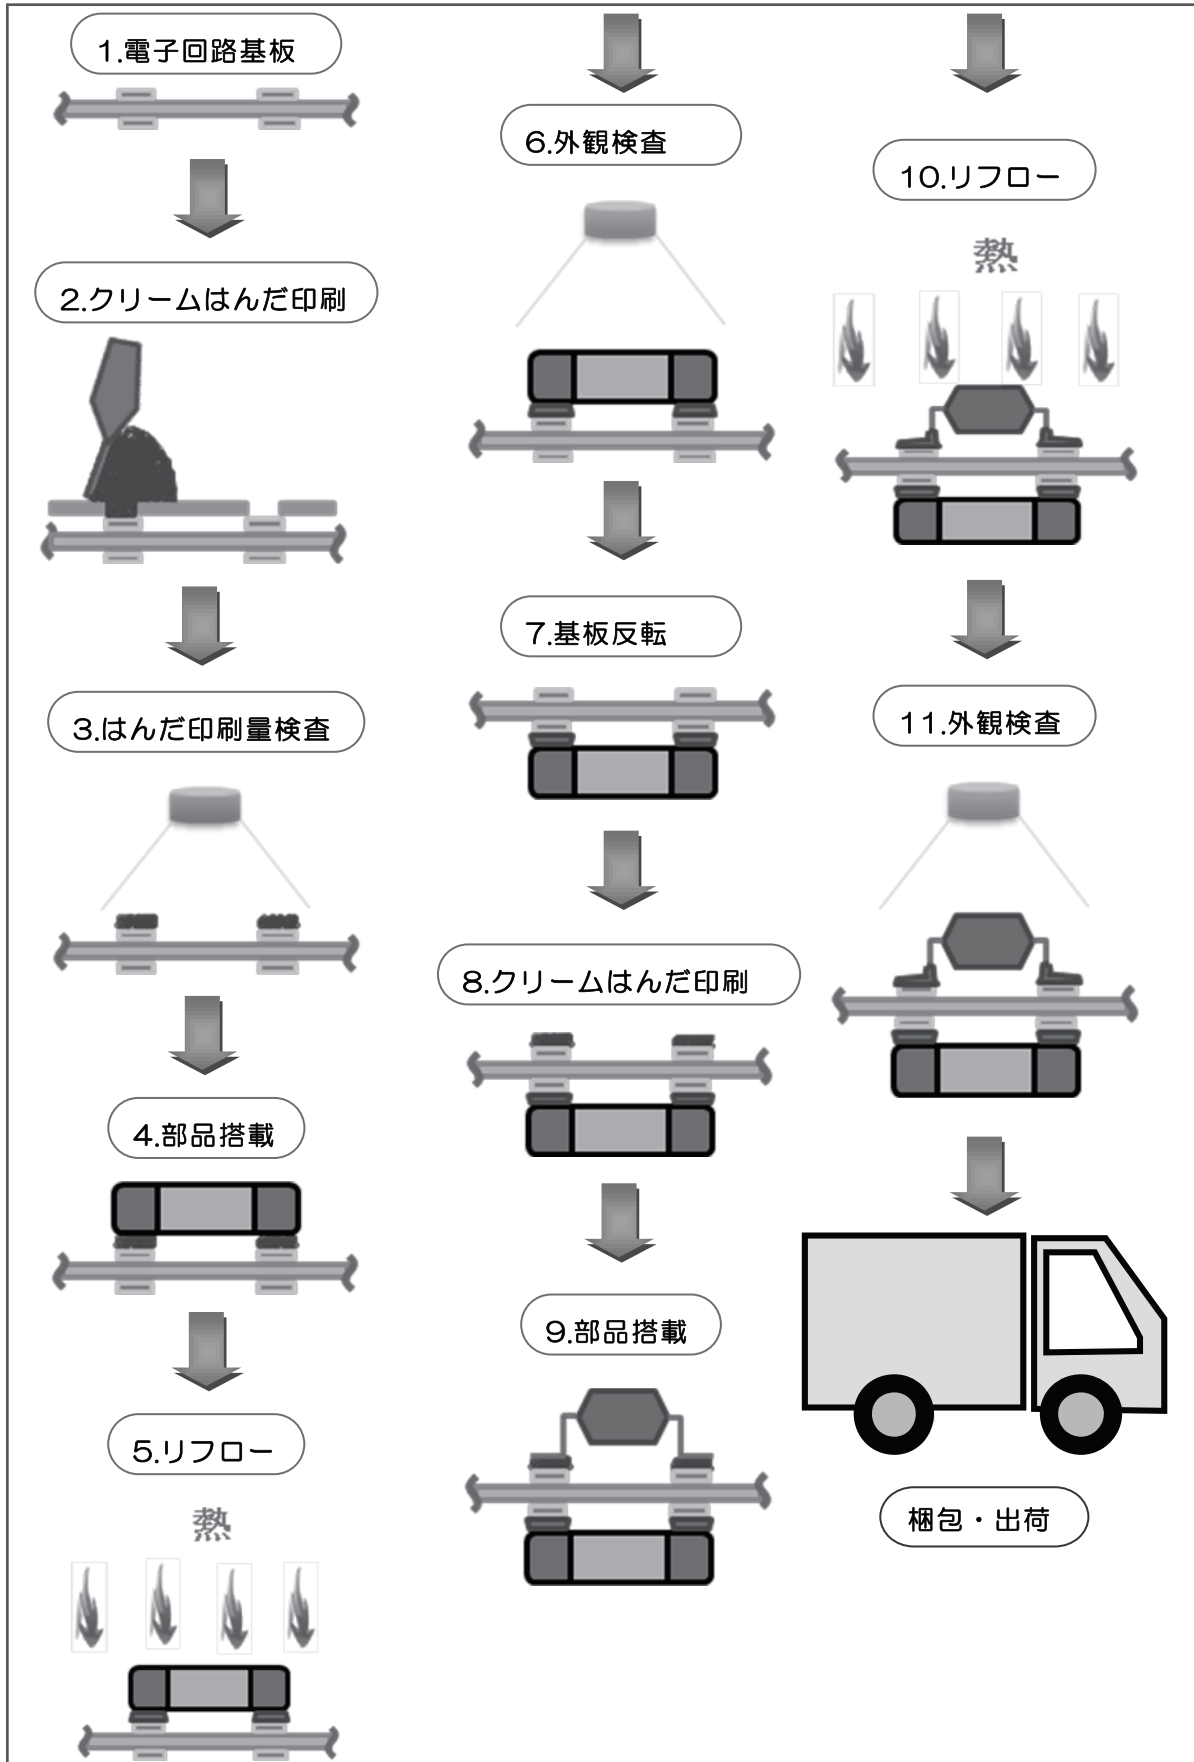 1.電子回路基板
2.クリームはんだ印刷
3.はんだ印刷量検査
4.部品搭載
5.リフロー
熱
6.外観検査
7.基板反転
8.クリームはんだ印刷
9.部品搭載
10.リフロー
熱
11.外観検査
梱包・出荷